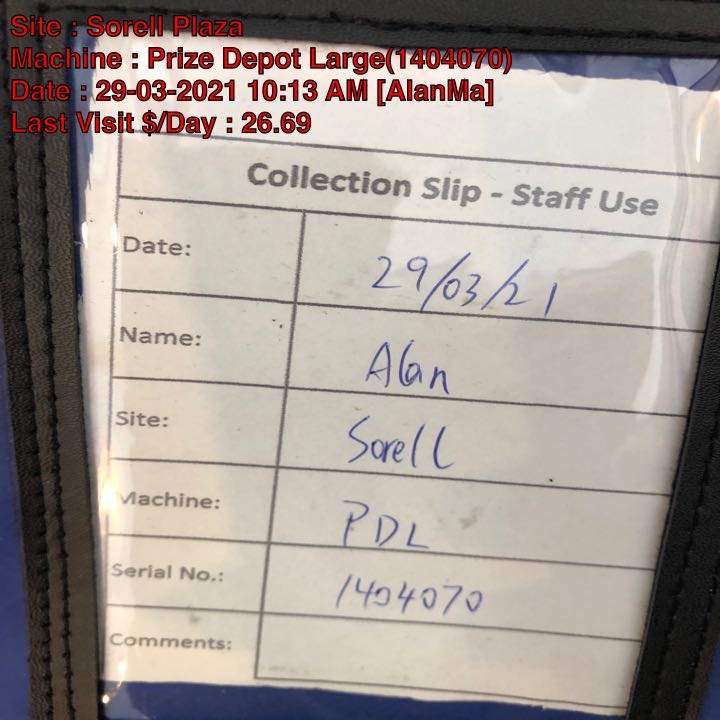 Site : Sorell Plaza
Machine : Prize Depot Large(1404070)
Date : 29-03-2021 10:13 AM [AlanMa]
Last Visit $/Day : 26.69
Collection Slip - Staff Use
Date: 29/03/21
Name: Alan
Site: Sorell
Machine: PDL
Serial No.: 1404070
Comments: